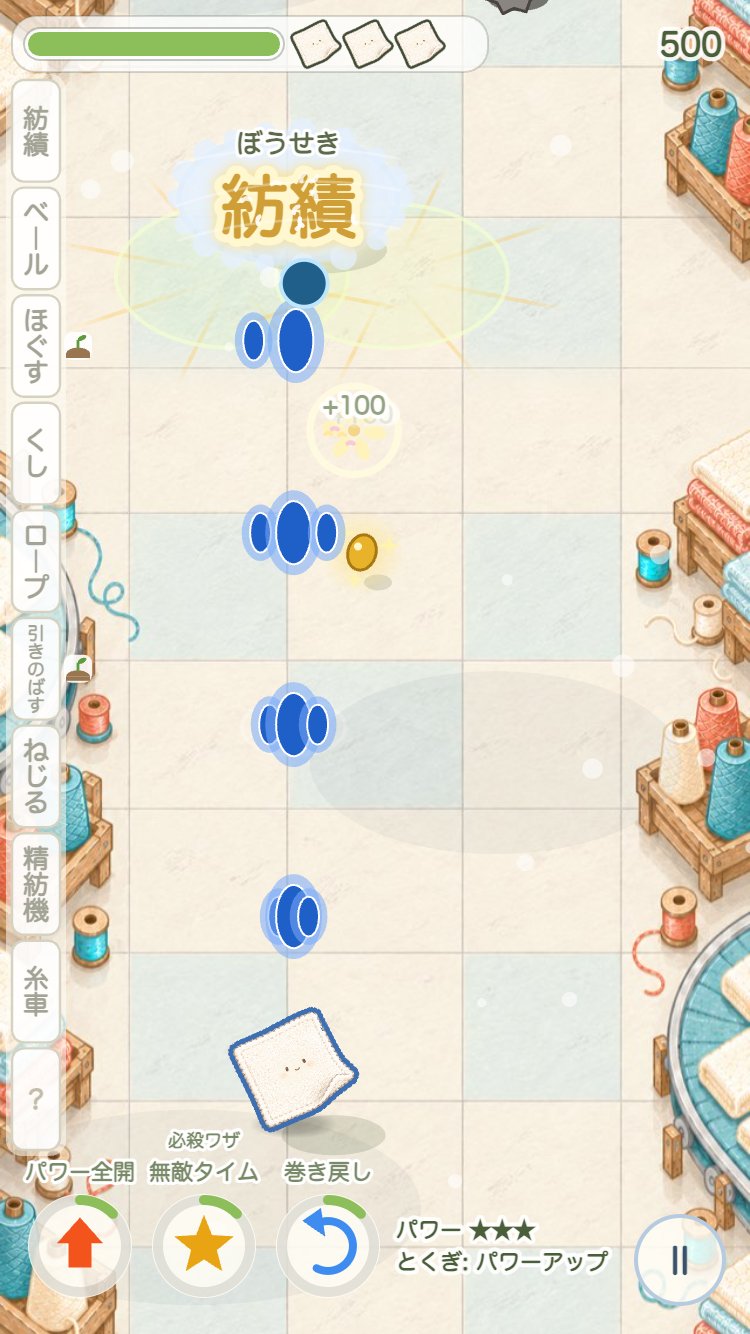 500
ぼうせき
紡績
+100
紡績
ベール
ほぐす
くし
ロープ
引きのばす
ねじる
精紡機
糸車
?
必殺ワザ
パワー全開
無敵タイム
巻き戻し
パワー ★★★
とくぎ: パワーアップ